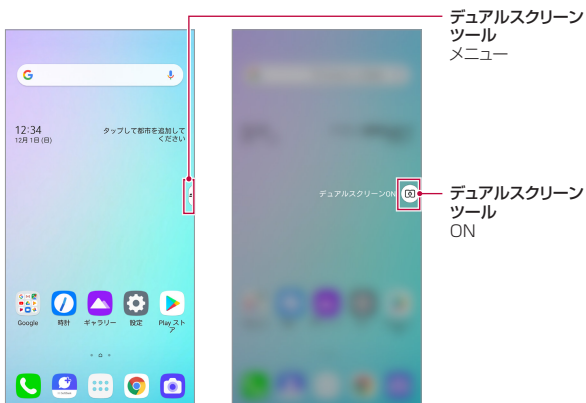 デュアルスクリーン
ツール
メニュー
12:34
12月 1日 (日)
タップして都市を追加して
ください
Google
時計
ギャラリー
設定
Play スト
ア
デュアルスクリーンON
デュアルスクリーン
ツール
ON